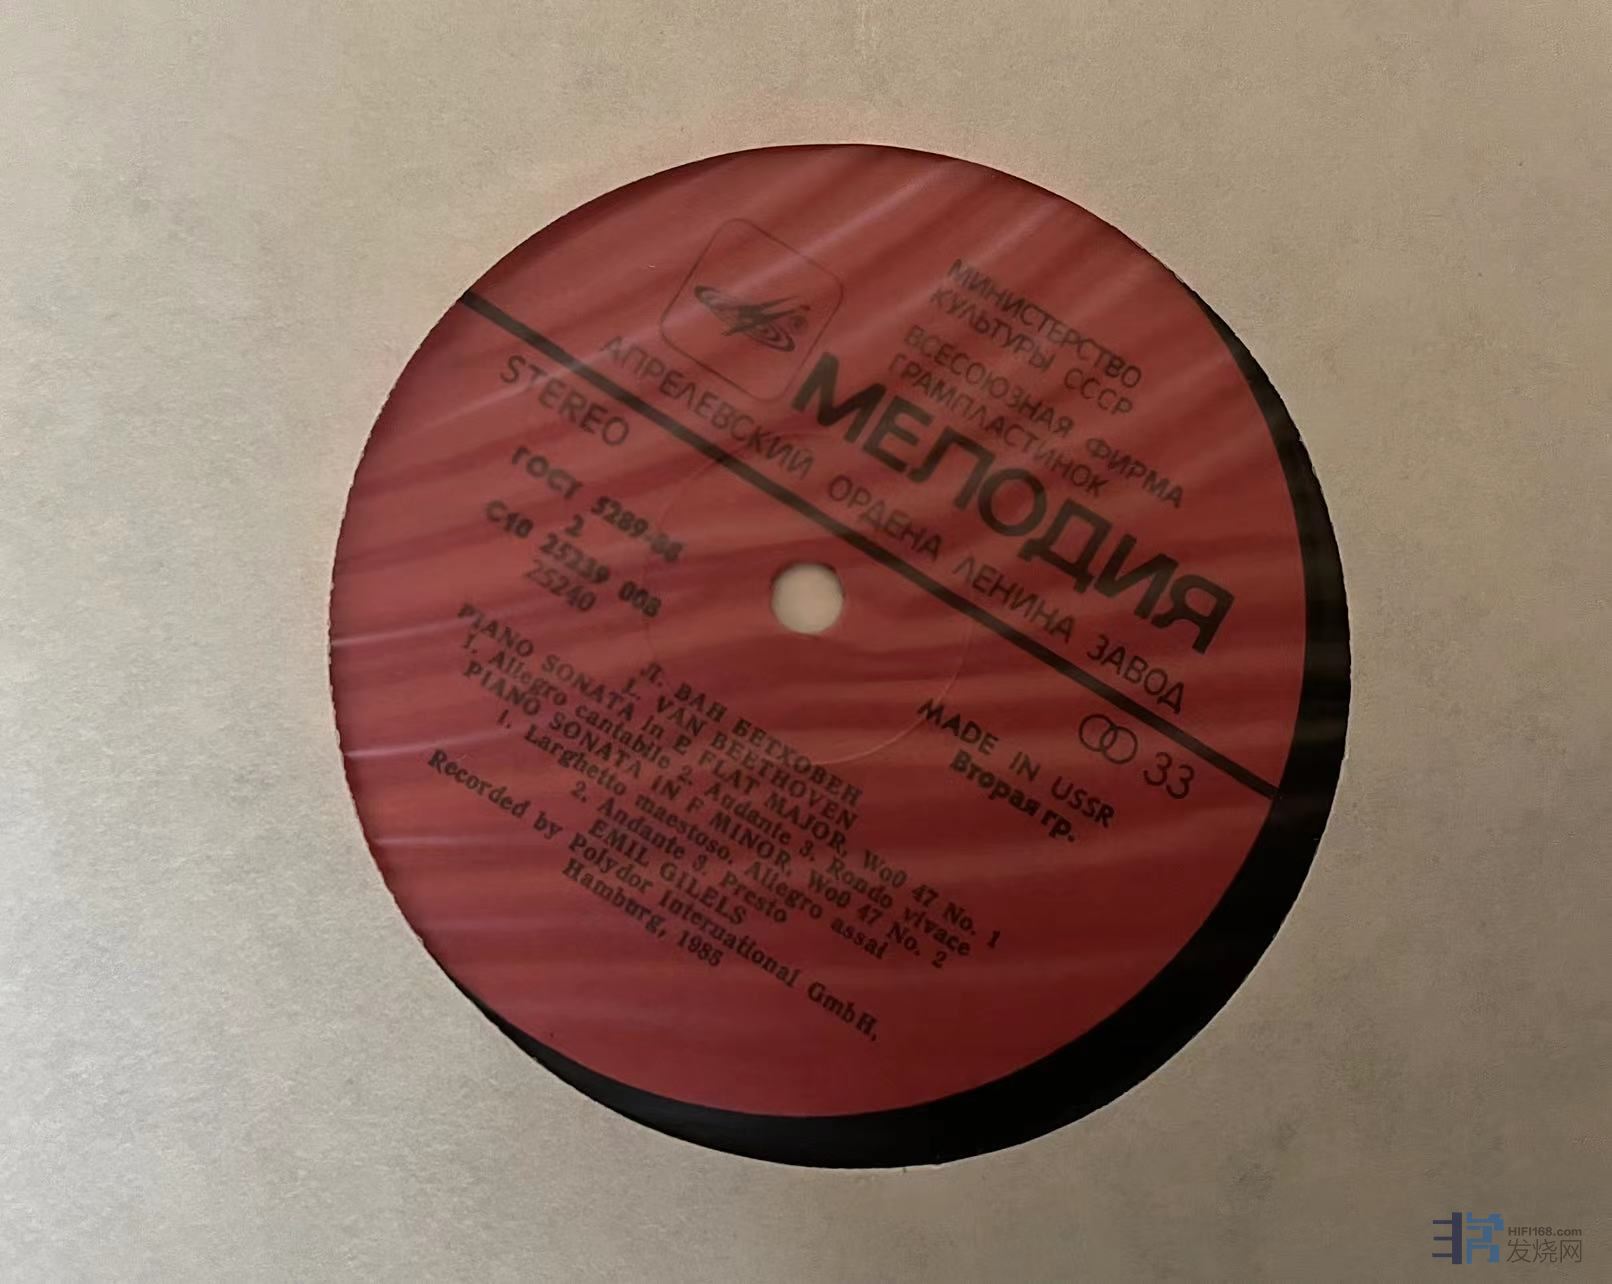 МИНИСТЕРСТВО
КУЛЬТУРЫ СССР
ВСЕСОЮЗНАЯ ФИРМА
ГРАМПЛАСТИНОК
МЕЛОДИЯ
АПРЕЛЕВСКИЙ ОРДЕНА ЛЕНИНА ЗАВОД
STEREO
33
ГОСТ 5289-
2
MADE IN USSR
Вторая гр.
С10 25239 008
25240
Л. ВАН БЕТХОВЕН
L. VAN BEETHOVEN
PIANO SONATA in E FLAT MAJOR, WoO 47 No. 1
1. Allegro cantabile 2. Andante 3. Rondo vivace
PIANO SONATA IN F MINOR, WoO 47 No. 2
1. Larghetto maestoso. Allegro assai
2. Andante 3. Presto
EMIL GILELS
Recorded by Polydor International GmbH,
Hamburg, 1985
HIFI168.com
发烧网